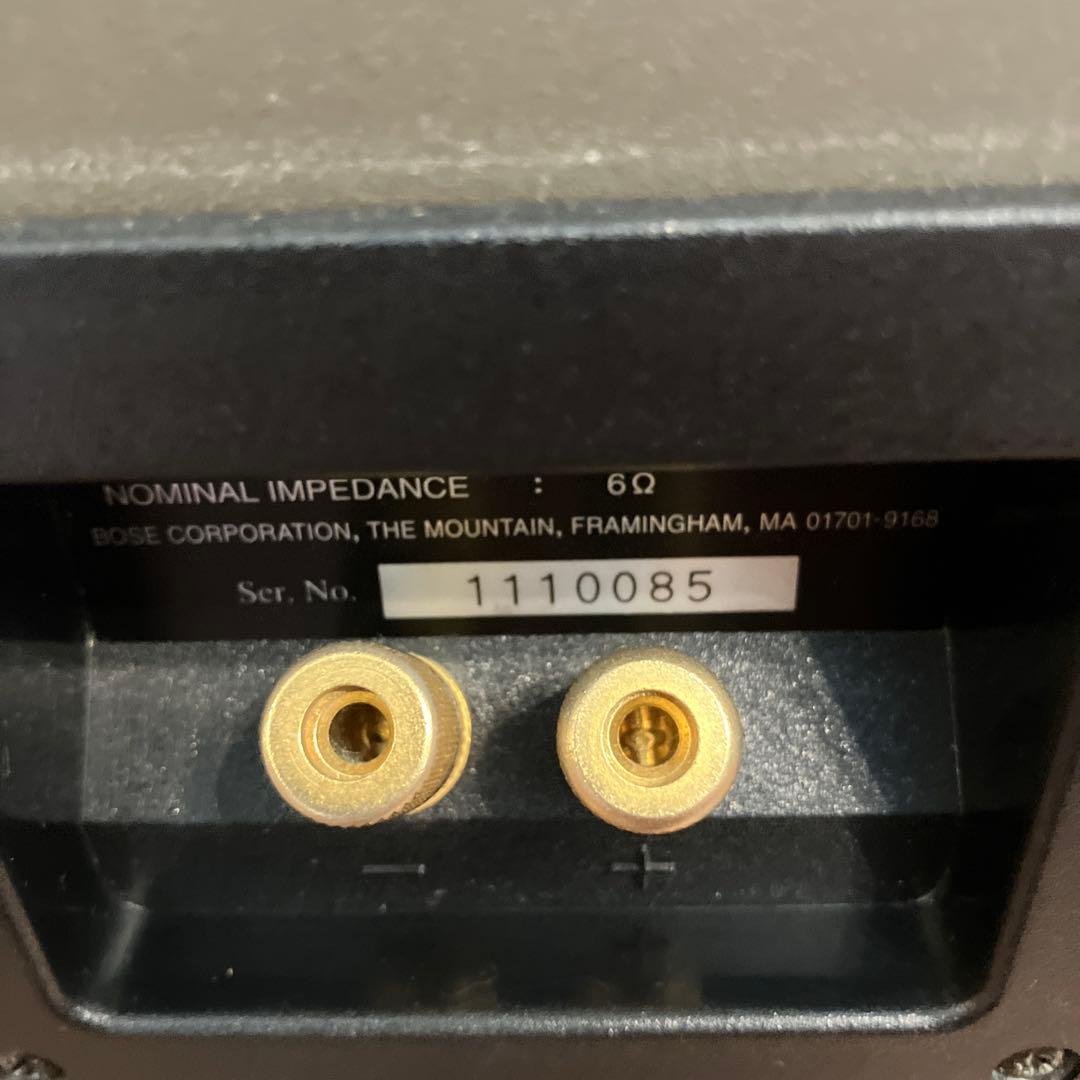 NOMINAL IMPEDANCE : 6Ω
BOSE CORPORATION, THE MOUNTAIN, FRAMINGHAM, MA 01701-9168
Ser. No. 1110085
− +